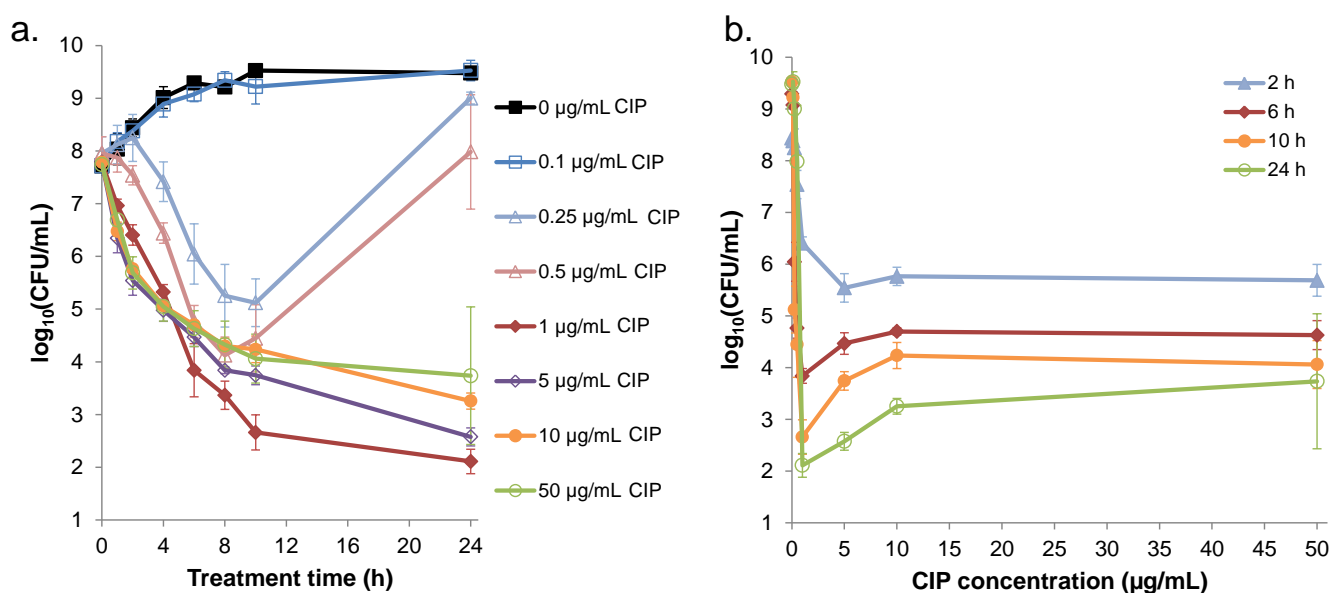 a.
log10(CFU/mL)
10
9
8
7
6
5
4
3
2
1
0 4 8 12 16 20 24
Treatment time (h)
0 µg/mL CIP
0.1 µg/mL CIP
0.25 µg/mL CIP
0.5 µg/mL CIP
1 µg/mL CIP
5 µg/mL CIP
10 µg/mL CIP
50 µg/mL CIP
b.
log10(CFU/mL)
10
9
8
7
6
5
4
3
2
1
0 5 10 15 20 25 30 35 40 45 50
CIP concentration (µg/mL)
2 h
6 h
10 h
24 h